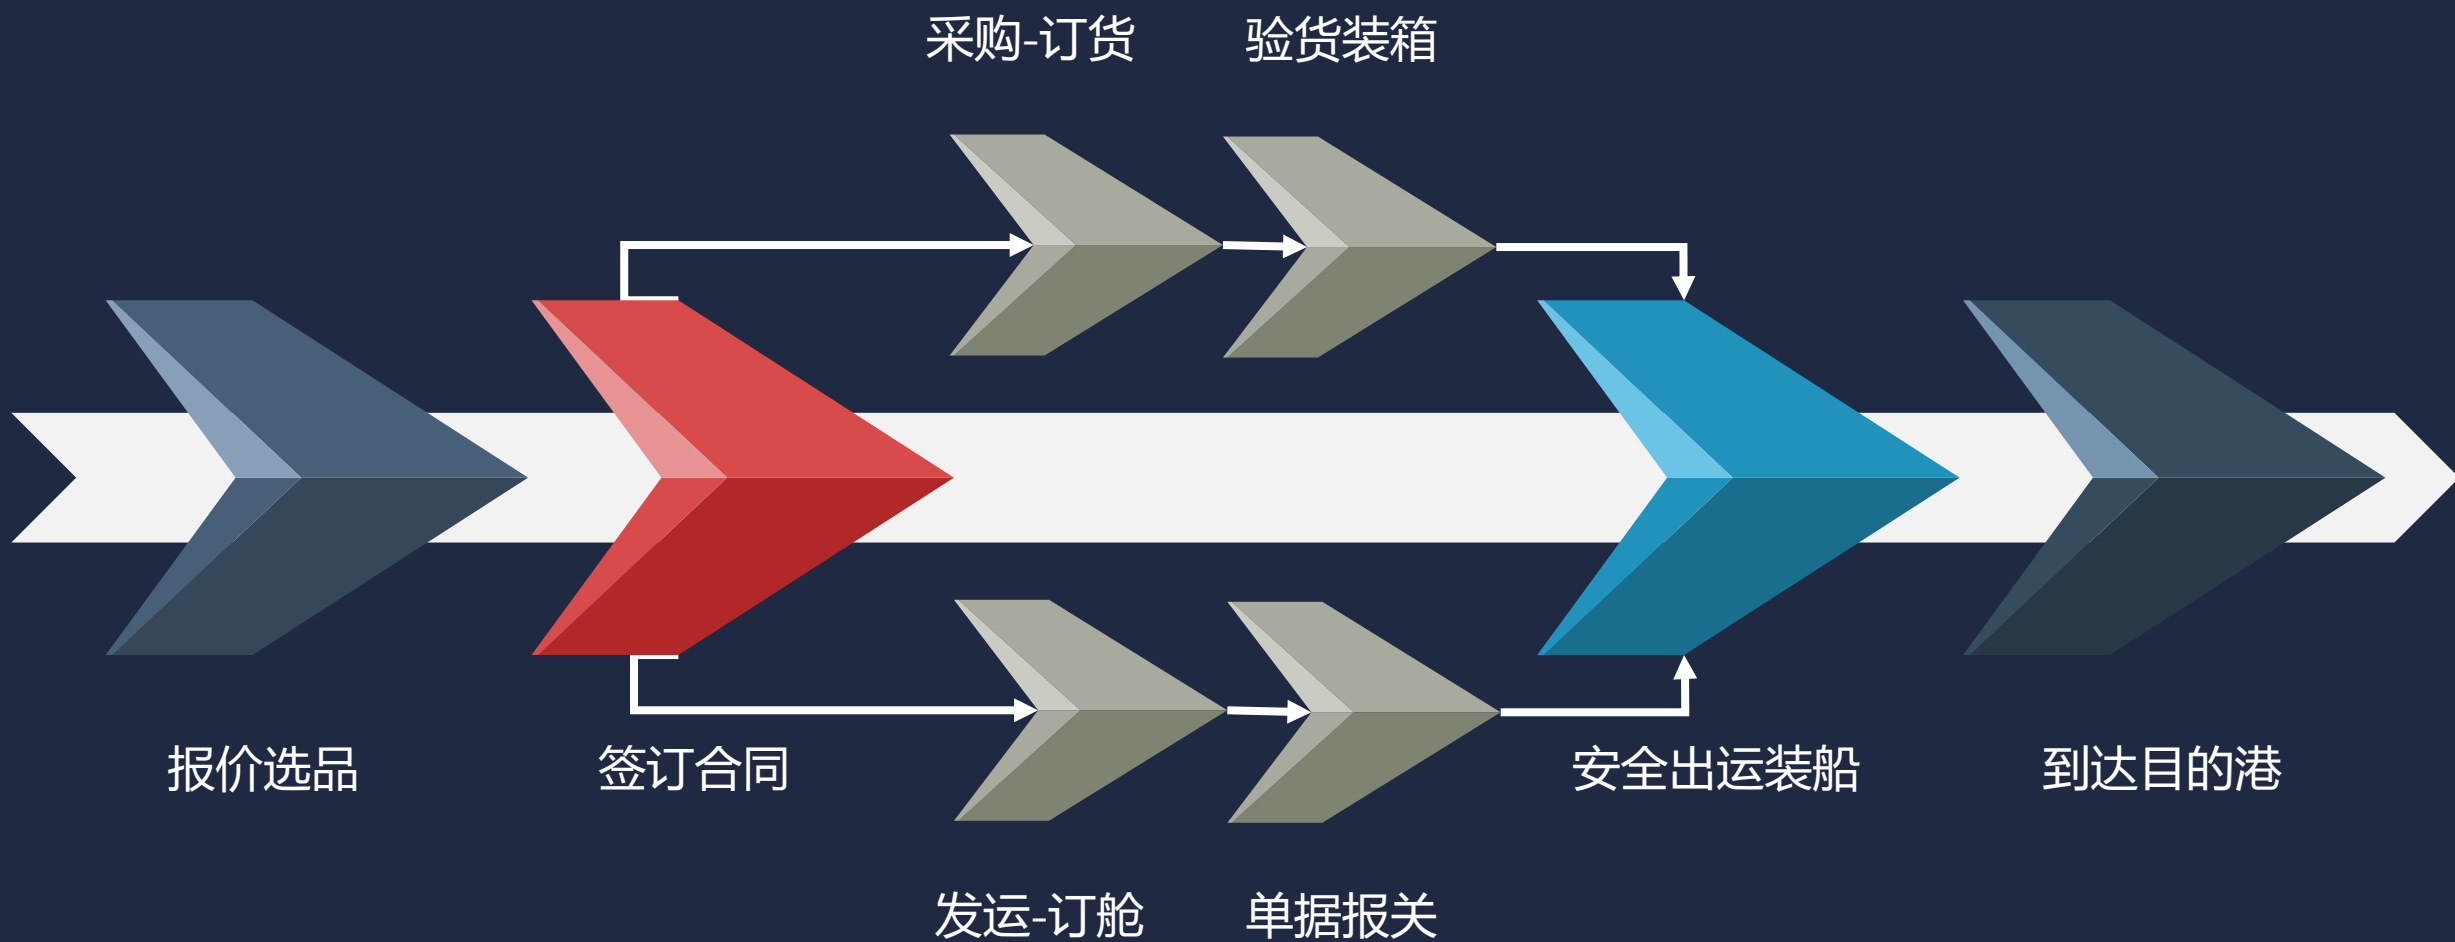 采购-订货
验货装箱
报价选品
签订合同
安全出运装船
到达目的港
发运-订舱
单据报关